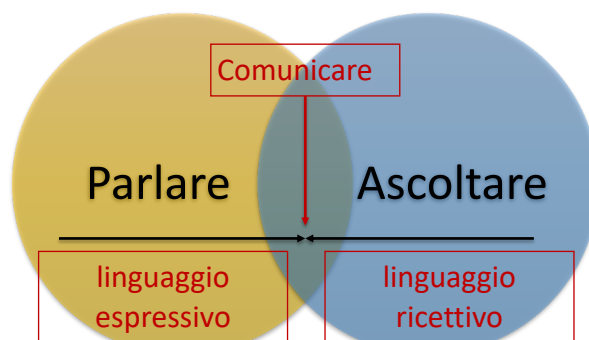 Comunicare
Parlare
Ascoltare
linguaggio
espressivo
linguaggio
ricettivo